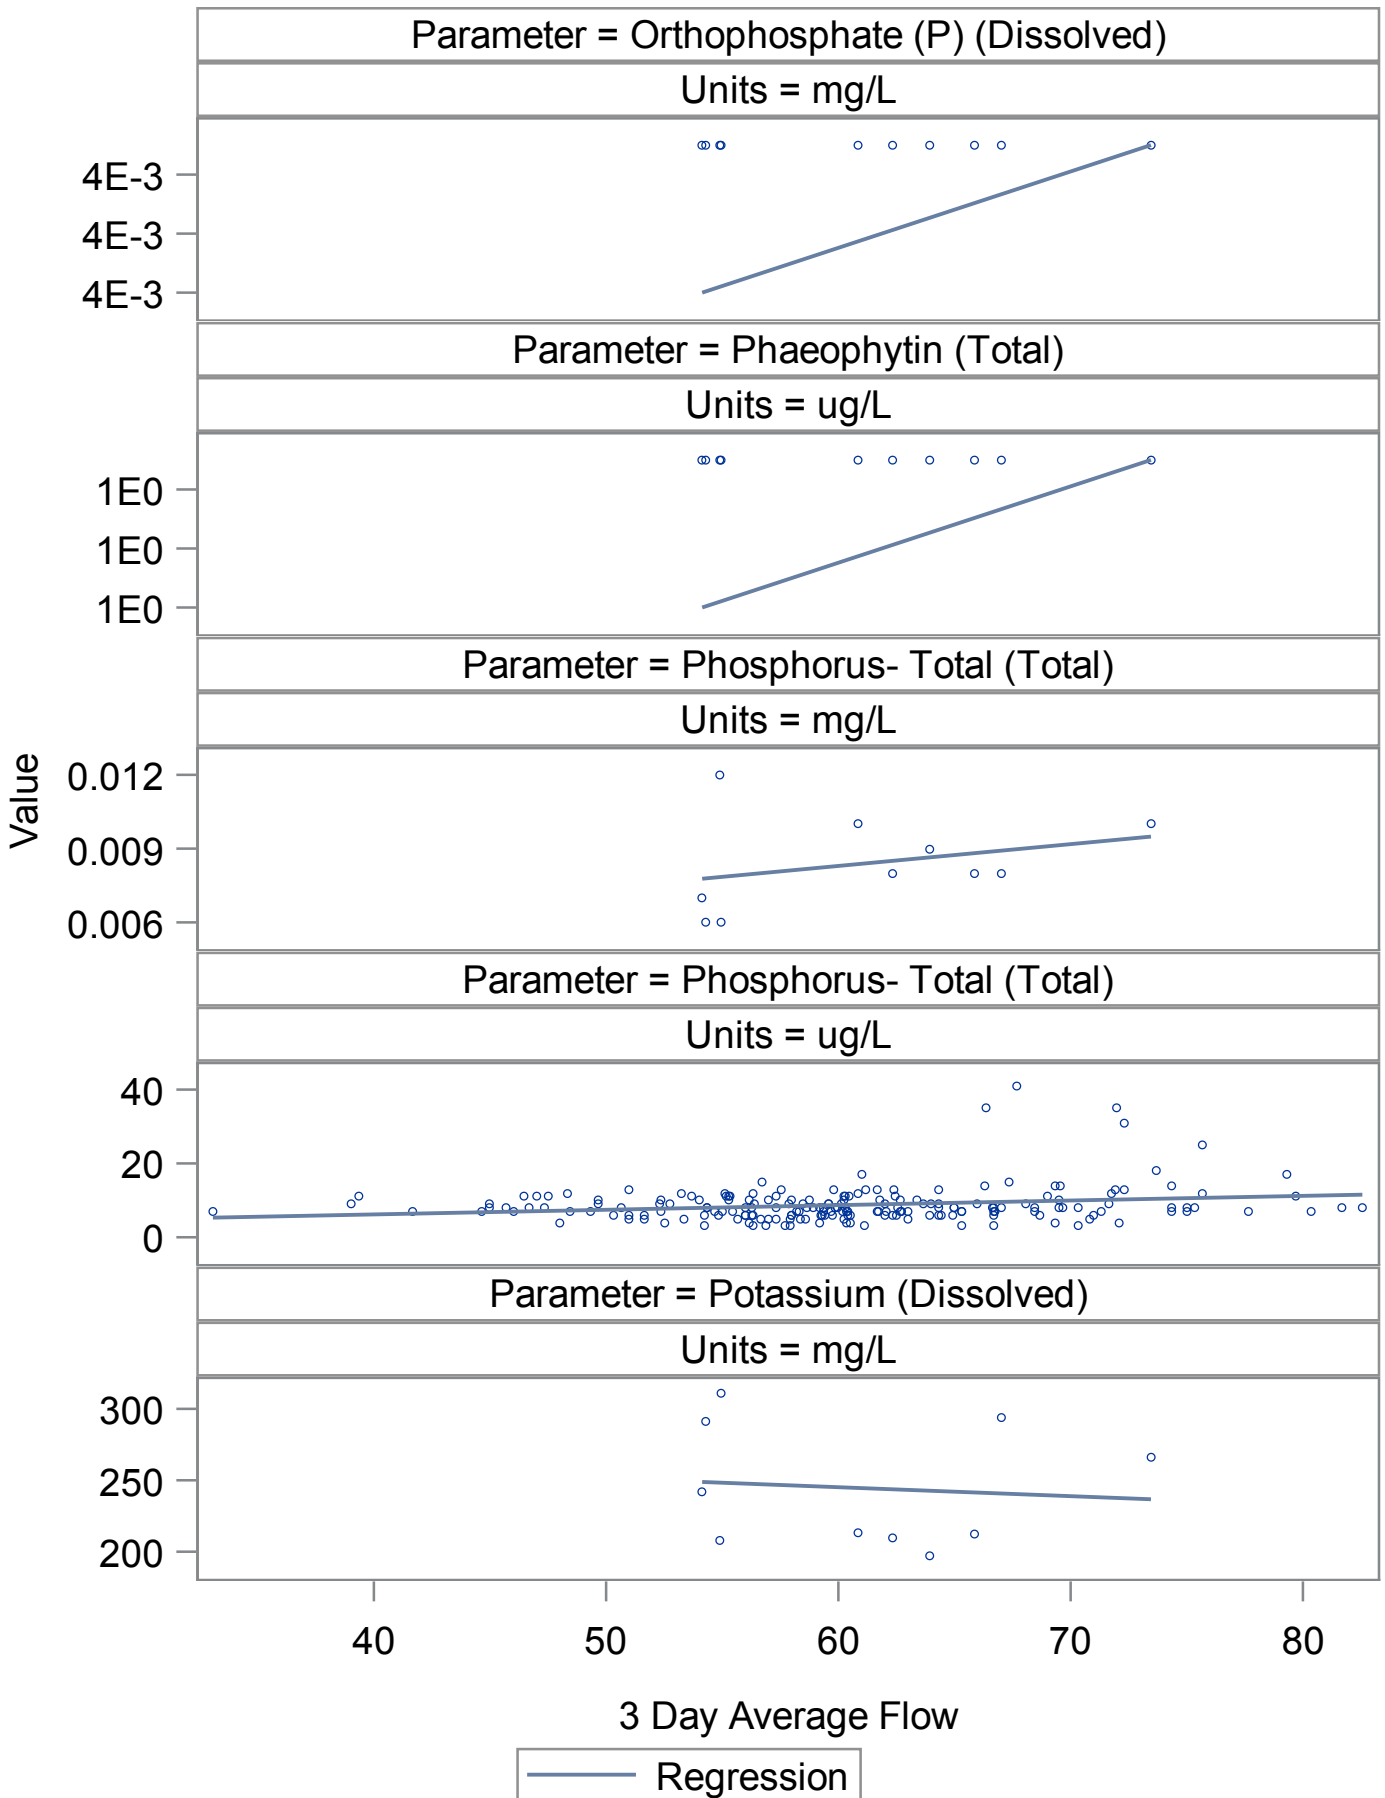 Parameter = Orthophosphate (P) (Dissolved)
Units = mg/L
4E-3
4E-3
4E-3
Parameter = Phaeophytin (Total)
Units = ug/L
1E0
1E0
1E0
Parameter = Phosphorus- Total (Total)
Units = mg/L
Value
0.012
0.009
0.006
Parameter = Phosphorus- Total (Total)
Units = ug/L
40
20
0
Parameter = Potassium (Dissolved)
Units = mg/L
300
250
200
40 50 60 70 80
3 Day Average Flow
Regression